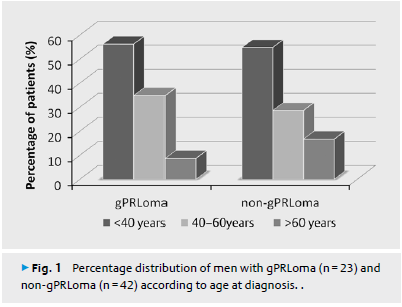 Percentage of patients (%)
60
50
40
30
20
10
0
gPRLoma non-gPRLoma
<40 years 40–60years >60 years
▶ Fig. 1 Percentage distribution of men with gPRLoma (n=23) and
non-gPRLoma (n=42) according to age at diagnosis. .